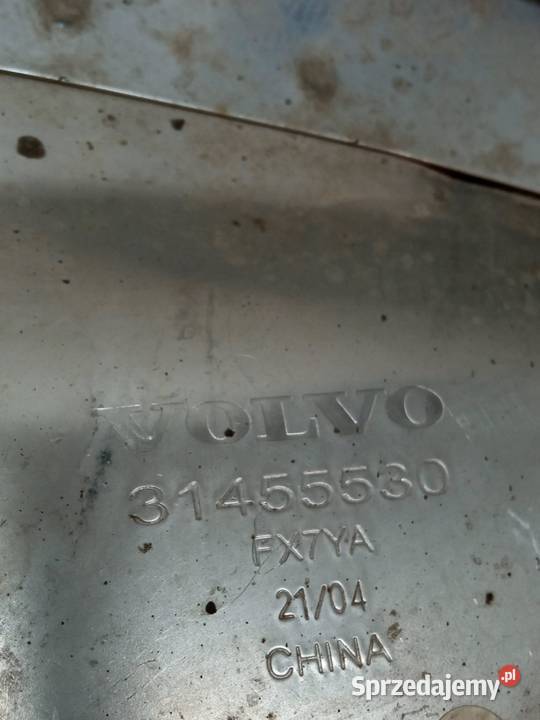 VOLVO
31455530
FX7YA
21/04
CHINA
Sprzedajemy.pl